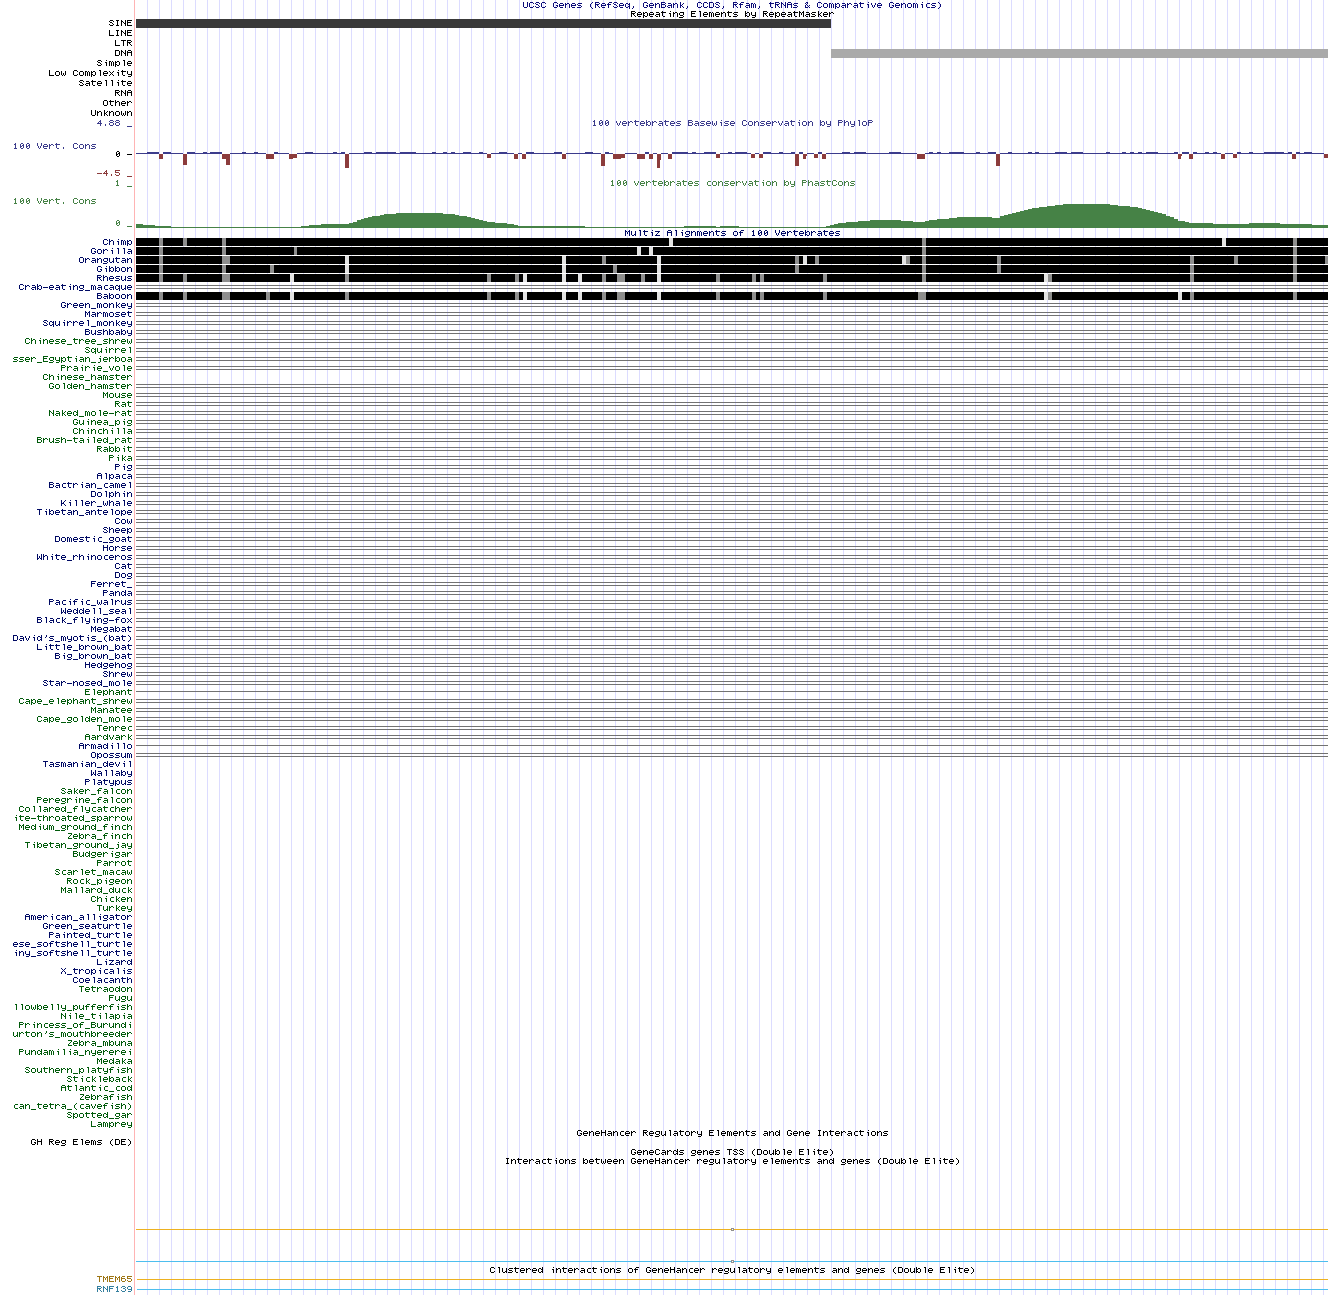 UCSC Genes (RefSeq, GenBank, CCDS, Rfam, tRNAs & Comparative Genomics)
Repeating Elements by RepeatMasker
SINE
LINE
LTR
DNA
Simple
Low Complexity
Satellite
RNA
Other
Unknown
100 vertebrates Basewise Conservation by PhyloP
4.88 _
100 Vert. Cons
0 -
-4.5 _
100 vertebrates conservation by PhastCons
1 _
100 Vert. Cons
0 _
Multiz Alignments of 100 Vertebrates
Chimp
Gorilla
Orangutan
Gibbon
Rhesus
Crab-eating_macaque
Baboon
Green_monkey
Marmoset
Squirrel_monkey
Bushbaby
Chinese_tree_shrew
Squirrel
sser_Egyptian_jerboa
Prairie_vole
Chinese_hamster
Golden_hamster
Mouse
Rat
Naked_mole-rat
Guinea_pig
Chinchilla
Brush-tailed_rat
Rabbit
Pika
Pig
Alpaca
Bactrian_camel
Dolphin
Killer_whale
Tibetan_antelope
Cow
Sheep
Domestic_goat
Horse
White_rhinoceros
Cat
Dog
Ferret_
Panda
Pacific_walrus
Weddell_seal
Black_flying-fox
Megabat
David's_myotis_(bat)
Little_brown_bat
Big_brown_bat
Hedgehog
Shrew
Star-nosed_mole
Elephant
Cape_elephant_shrew
Manatee
Cape_golden_mole
Tenrec
Aardvark
Armadillo
Opossum
Tasmanian_devil
Wallaby
Platypus
Saker_falcon
Peregrine_falcon
Collared_flycatcher
ite-throated_sparrow
Medium_ground_finch
Zebra_finch
Tibetan_ground_jay
Budgerigar
Parrot
Scarlet_macaw
Rock_pigeon
Mallard_duck
Chicken
Turkey
American_alligator
Green_seaturtle
Painted_turtle
ese_softshell_turtle
iny_softshell_turtle
Lizard
X_tropicalis
Coelacanth
Tetraodon
Fugu
llowbelly_pufferfish
Nile_tilapia
Princess_of_Burundi
urton's_mouthbreeder
Zebra_mbuna
Pundamilia_nyererei
Medaka
Southern_platyfish
Stickleback
Atlantic_cod
Zebrafish
can_tetra_(cavefish)
Spotted_gar
Lamprey
GeneHancer Regulatory Elements and Gene Interactions
GH Reg Elems (DE)
GeneCards genes TSS (Double Elite)
Interactions between GeneHancer regulatory elements and genes (Double Elite)
Clustered interactions of GeneHancer regulatory elements and genes (Double Elite)
TMEM65
RNF139